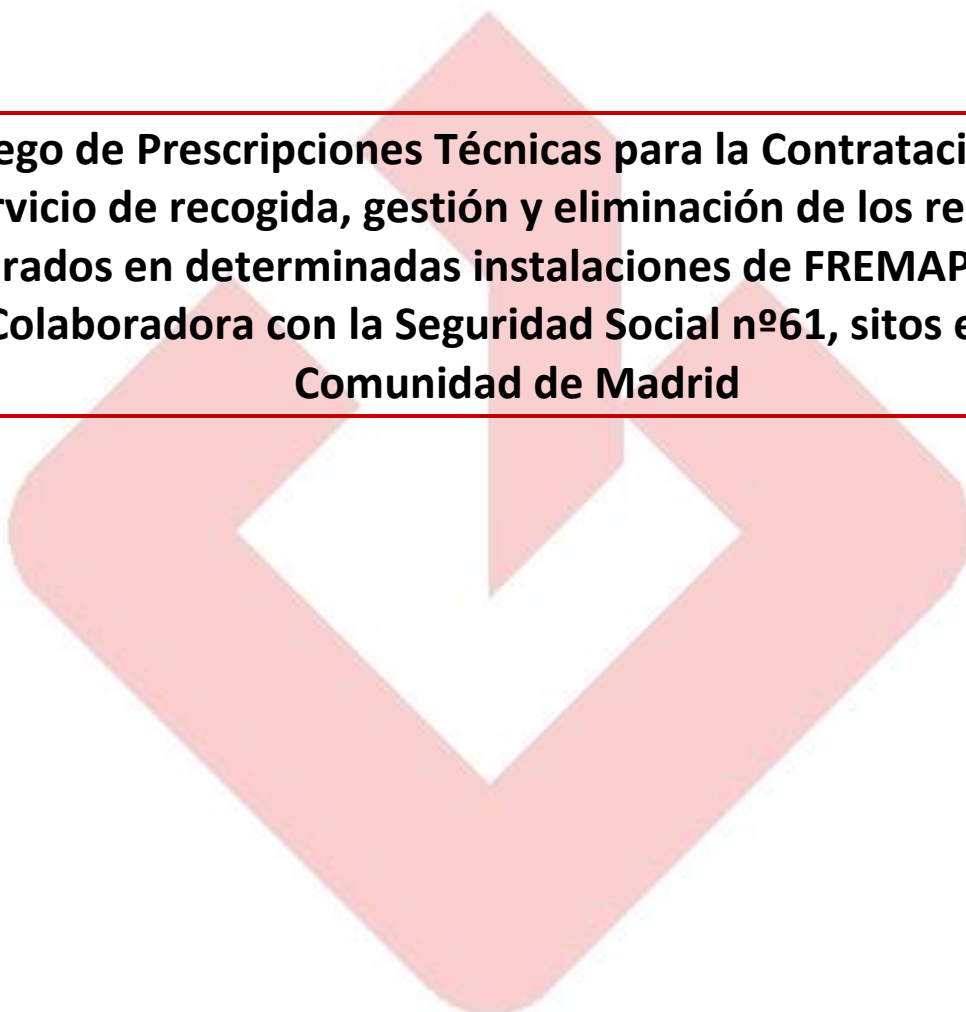 ego de Prescripciones Técnicas para la Contrataci
rvicio de recogida, gestión y eliminación de los re
rados en determinadas instalaciones de FREMAP
Colaboradora con la Seguridad Social nº61, sitos e
Comunidad de Madrid